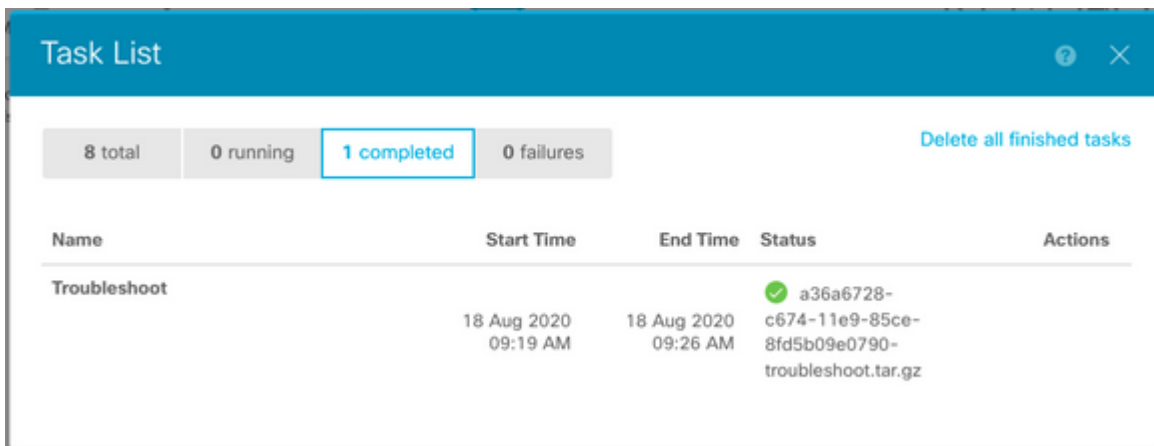 Task List
8 total 0 running 1 completed 0 failures Delete all finished tasks
Name Start Time End Time Status Actions
Troubleshoot
18 Aug 2020 09:19 AM
18 Aug 2020 09:26 AM
a36a6728-
c674-11e9-85ce-
8fd5b09e0790-
troubleshoot.tar.gz